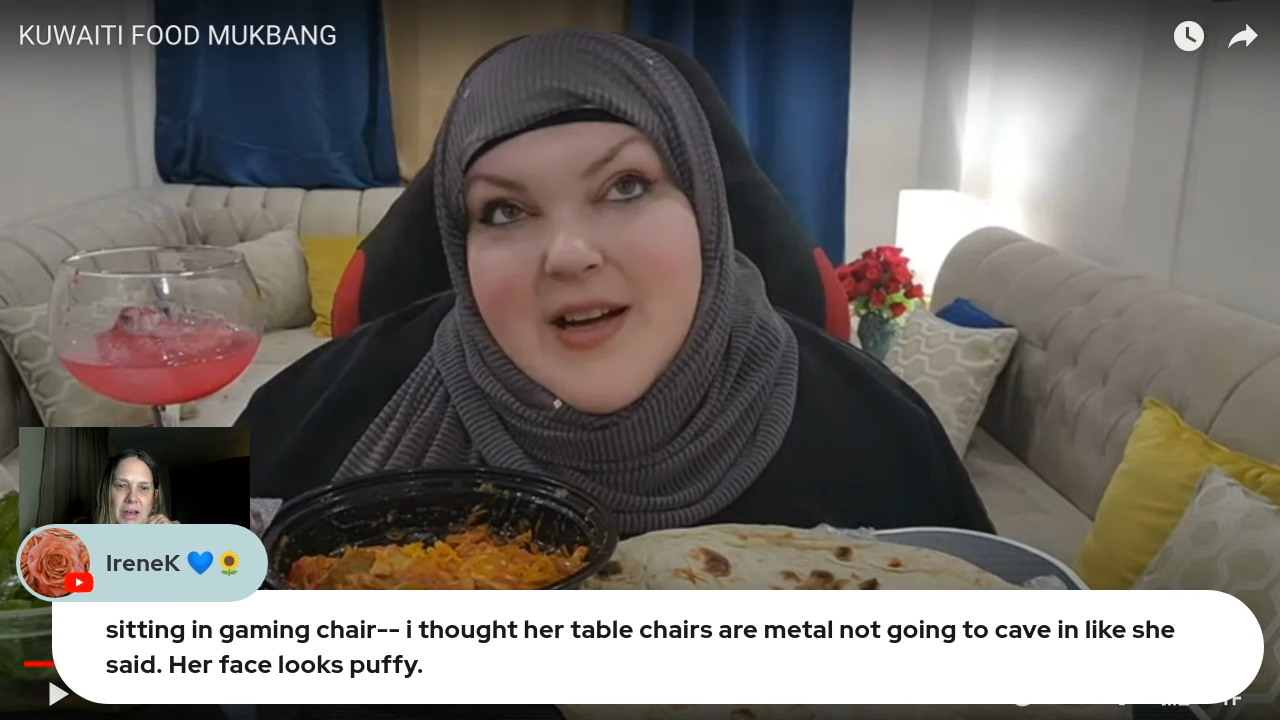 KUWAITI FOOD MUKBANG
IreneK 💙🌻
sitting in gaming chair-- i thought her table chairs are metal not going to cave in like she
said. Her face looks puffy.